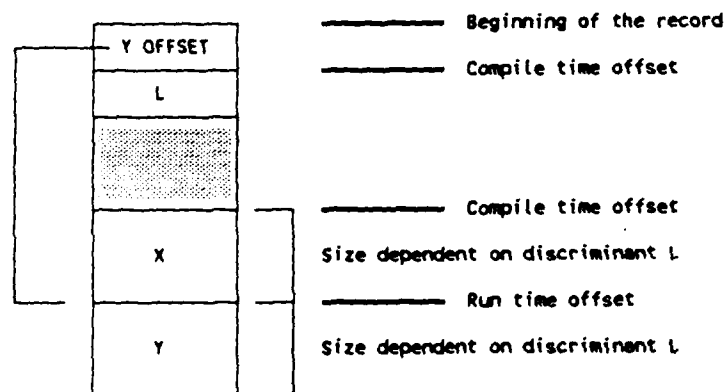 Beginning of the record
Y OFFSET
Compile time offset
L
Compile time offset
X
Size dependent on discriminant L
Run time offset
Y
Size dependent on discriminant L